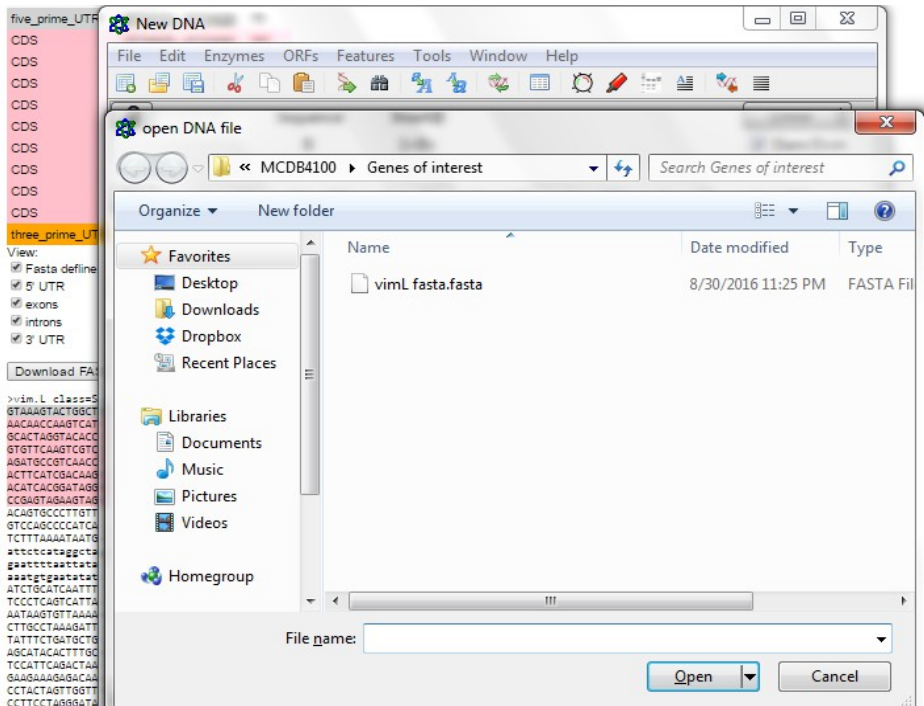 five_prime_UTR
CDS
CDS
CDS
CDS
CDS
CDS
CDS
CDS
CDS
three_prime_UT
View:
Fasta defline
5' UTR
exons
introns
3' UTR
Download FAS
>vim.L class=S
GTAAAGTACTGGCT
AACAACCAAGTCAT
GCACTAGGTACACC
GTGTTCAAGTCGTC
AGATGCCGTCAACC
ACTTCATCGACAAG
ACATCACGGATAGG
CCGAGTAGAAGTAG
ACAGTGCCCTTGTT
GTCCAGCCCCATCA
TCTTTAAAATAATG
attctcataggcta
gaattttaattata
aaatgtgaatatat
ATCTGCATCAATTT
TCCCTCAGTCATTA
AATAAGTGTTAAAA
CTTGCCTAAAGATT
TATTTCTGATGCTG
AGCATACACTTTGC
TCCATTCAGACTAA
GAAGAAAGAGACAA
CCTACTAGTTGGTT
CCTTCCTAGGGATA
New DNA
File Edit Enzymes ORFs Features Tools Window Help
open DNA file
« MCDB4100 Genes of interest
Search Genes of interest
Organize New folder
Favorites
Desktop
Downloads
Dropbox
Recent Places
Libraries
Documents
Music
Pictures
Videos
Homegroup
Name Date modified Type
vimL fasta.fasta 8/30/2016 11:25 PM FASTA Fil
File name:
Open Cancel